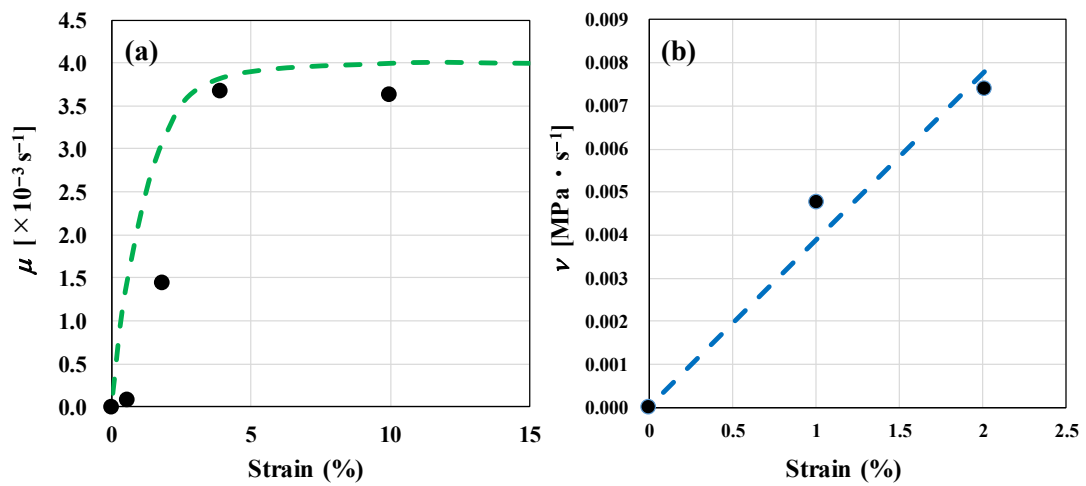 (a)
4.5
4.0
3.5
3.0
2.5
2.0
1.5
1.0
0.5
0.0
μ [×10⁻³ s⁻¹]
0 5 10 15
Strain (%)
(b)
0.009
0.008
0.007
0.006
0.005
0.004
0.003
0.002
0.001
0.000
ν [MPa・s⁻¹]
0 0.5 1 1.5 2 2.5
Strain (%)